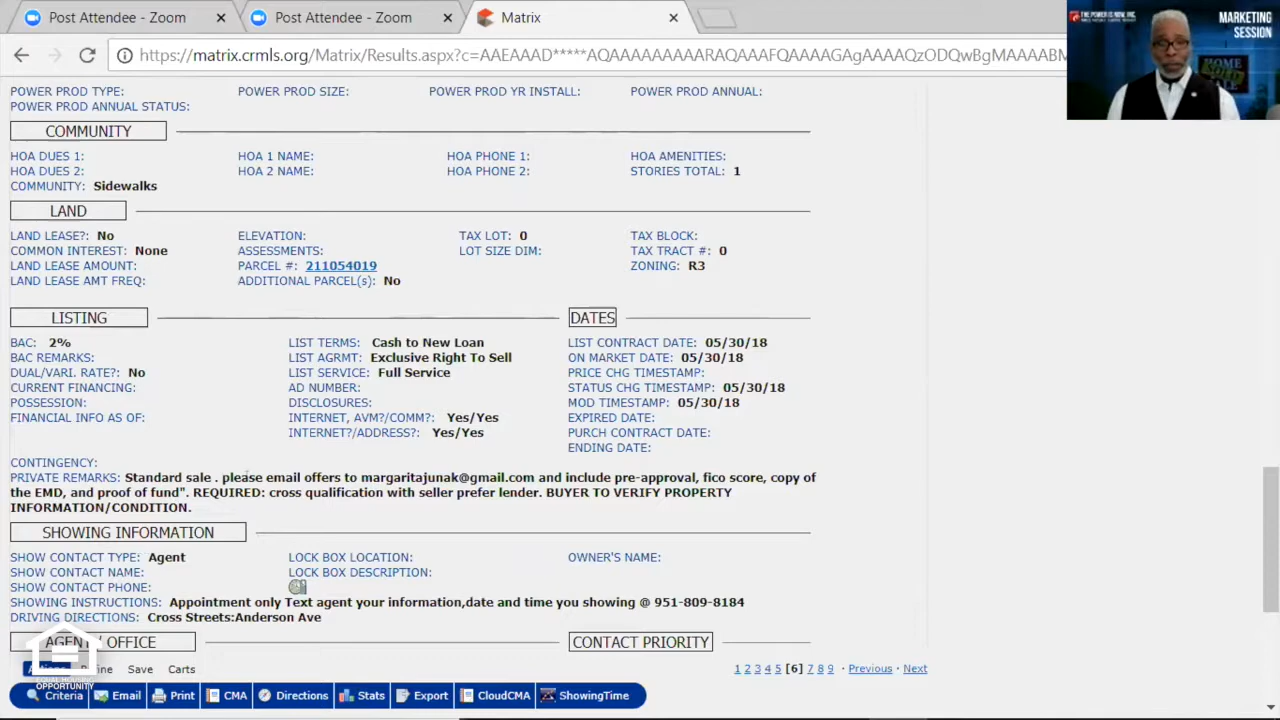 Post Attendee - Zoom
Post Attendee - Zoom
Matrix
https://matrix.crmls.org/Matrix/Results.aspx?c=AAEAAAD*****AQAAAAAAAAARAQAAAFQAAAAGAgAAAAQzODQwBgMAAAABM
THE POWER IS NOW, INC.
MARKETING
SESSION
HOME
SALE
POWER PROD TYPE: POWER PROD SIZE: POWER PROD YR INSTALL: POWER PROD ANNUAL:
POWER PROD ANNUAL STATUS:
COMMUNITY
HOA DUES 1: HOA 1 NAME: HOA PHONE 1: HOA AMENITIES:
HOA DUES 2: HOA 2 NAME: HOA PHONE 2: STORIES TOTAL: 1
COMMUNITY: Sidewalks
LAND
LAND LEASE?: No ELEVATION: TAX LOT: 0 TAX BLOCK:
COMMON INTEREST: None ASSESSMENTS: LOT SIZE DIM: TAX TRACT #: 0
LAND LEASE AMOUNT: PARCEL #: 211054019 ZONING: R3
LAND LEASE AMT FREQ: ADDITIONAL PARCEL(s): No
LISTING DATES
BAC: 2% LIST TERMS: Cash to New Loan LIST CONTRACT DATE: 05/30/18
BAC REMARKS: LIST AGRMT: Exclusive Right To Sell ON MARKET DATE: 05/30/18
DUAL/VARI. RATE?: No LIST SERVICE: Full Service PRICE CHG TIMESTAMP:
CURRENT FINANCING: AD NUMBER: STATUS CHG TIMESTAMP: 05/30/18
POSSESSION: DISCLOSURES: MOD TIMESTAMP: 05/30/18
FINANCIAL INFO AS OF: INTERNET, AVM?/COMM?: Yes/Yes EXPIRED DATE:
INTERNET?/ADDRESS?: Yes/Yes PURCH CONTRACT DATE:
ENDING DATE:
CONTINGENCY:
PRIVATE REMARKS: Standard sale . please email offers to margaritajunak@gmail.com and include pre-approval, fico score, copy of
the EMD, and proof of fund". REQUIRED: cross qualification with seller prefer lender. BUYER TO VERIFY PROPERTY
INFORMATION/CONDITION.
SHOWING INFORMATION
SHOW CONTACT TYPE: Agent LOCK BOX LOCATION: OWNER'S NAME:
SHOW CONTACT NAME: LOCK BOX DESCRIPTION:
SHOW CONTACT PHONE:
SHOWING INSTRUCTIONS: Appointment only Text agent your information,date and time you showing @ 951-809-8184
DRIVING DIRECTIONS: Cross Streets:Anderson Ave
AGENT / OFFICE CONTACT PRIORITY
Save Carts 1 2 3 4 5 [6] 7 8 9 Previous Next
EQUAL HOUSING
OPPORTUNITY
Criteria Email Print CMA Directions Stats Export CloudCMA ShowingTime